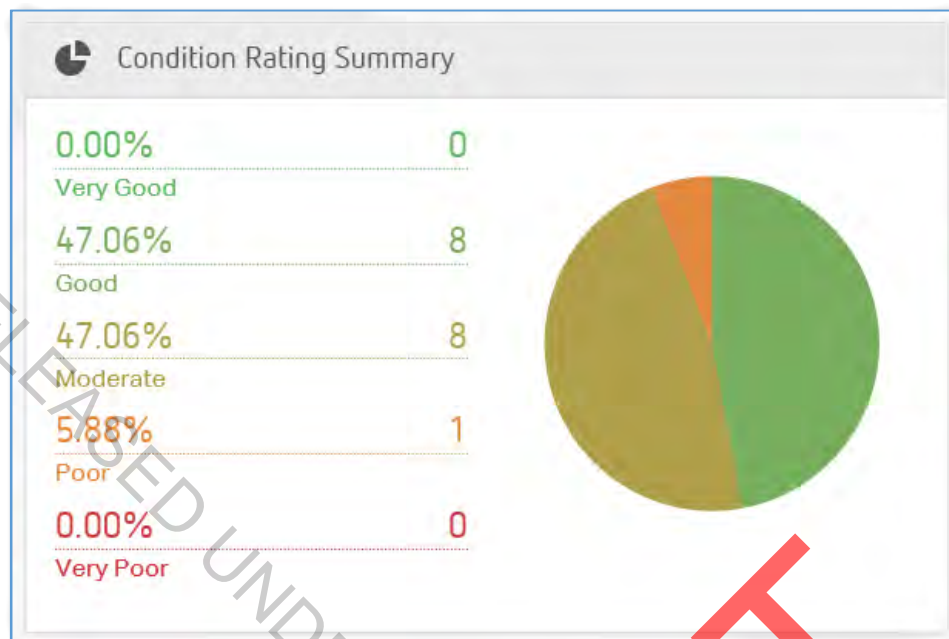 Condition Rating Summary
0.00% 0
Very Good
47.06% 8
Good
47.06% 8
Moderate
5.88% 1
Poor
0.00% 0
Very Poor